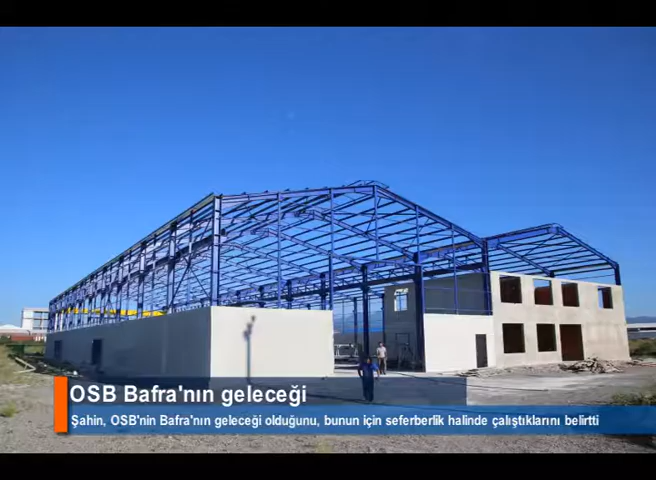 OSB Bafra'nın geleceği
Şahin, OSB'nin Bafra'nın geleceği olduğunu, bunun için seferberlik halinde çalıştıklarını belirtti